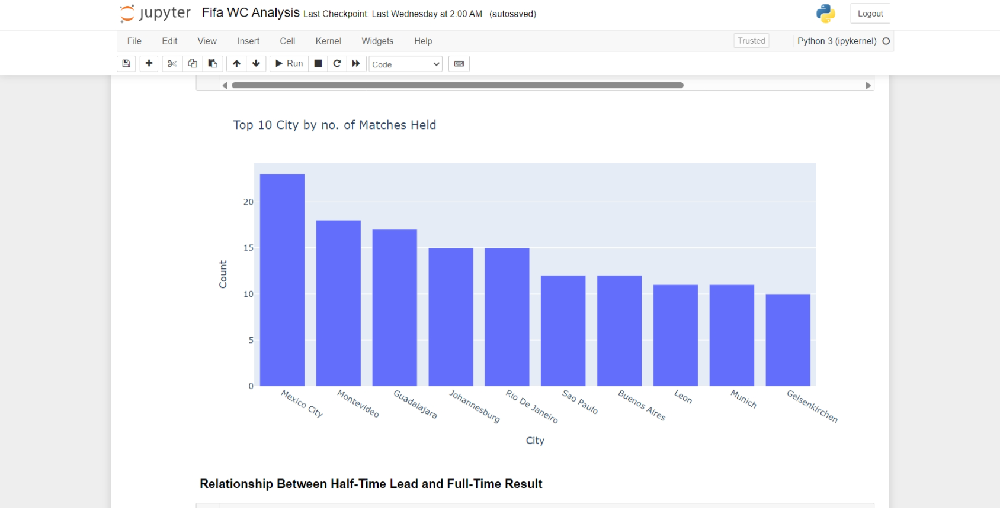 jupyter Fifa WC Analysis Last Checkpoint: Last Wednesday at 2:00 AM (autosaved) Logout
File Edit View Insert Cell Kernel Widgets Help Trusted Python 3 (ipykernel)
Run Code
Top 10 City by no. of Matches Held
20
15
10
5
0
Count
Mexico City
Montevideo
Guadalajara
Johannesburg
Rio De Janeiro
Sao Paulo
Buenos Aires
Leon
Munich
Gelsenkirchen
City
Relationship Between Half-Time Lead and Full-Time Result